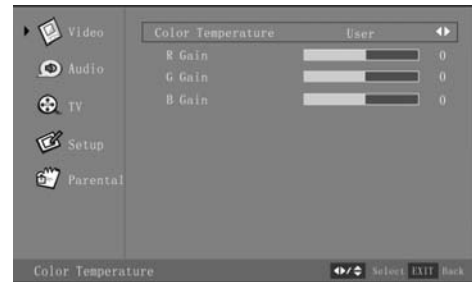 Video
Audio
TV
Setup
Parental
Color Temperature User
R Gain 0
G Gain 0
B Gain 0
Color Temperature Select EXIT Back